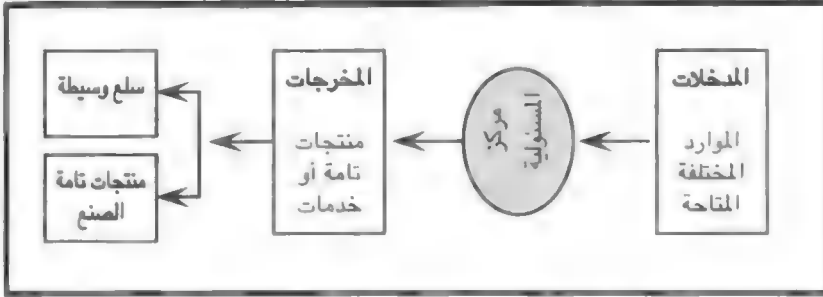 المدخلات
الموارد
المختلفة
المتاحة
مركز
المسئولية
المخرجات
منتجات
تامة أو
خدمات
سلع وسيطة
منتجات تامة
الصنع